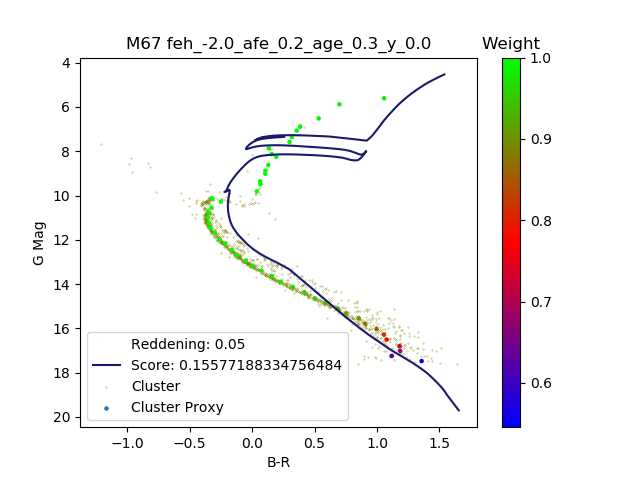 M67 feh_-2.0_afe_0.2_age_0.3_y_0.0
Weight
4
6
8
10
12
14
16
18
20
G Mag
−1.0
−0.5
0.0
0.5
1.0
1.5
B-R
Reddening: 0.05
Score: 0.15577188334756484
Cluster
Cluster Proxy
1.0
0.9
0.8
0.7
0.6